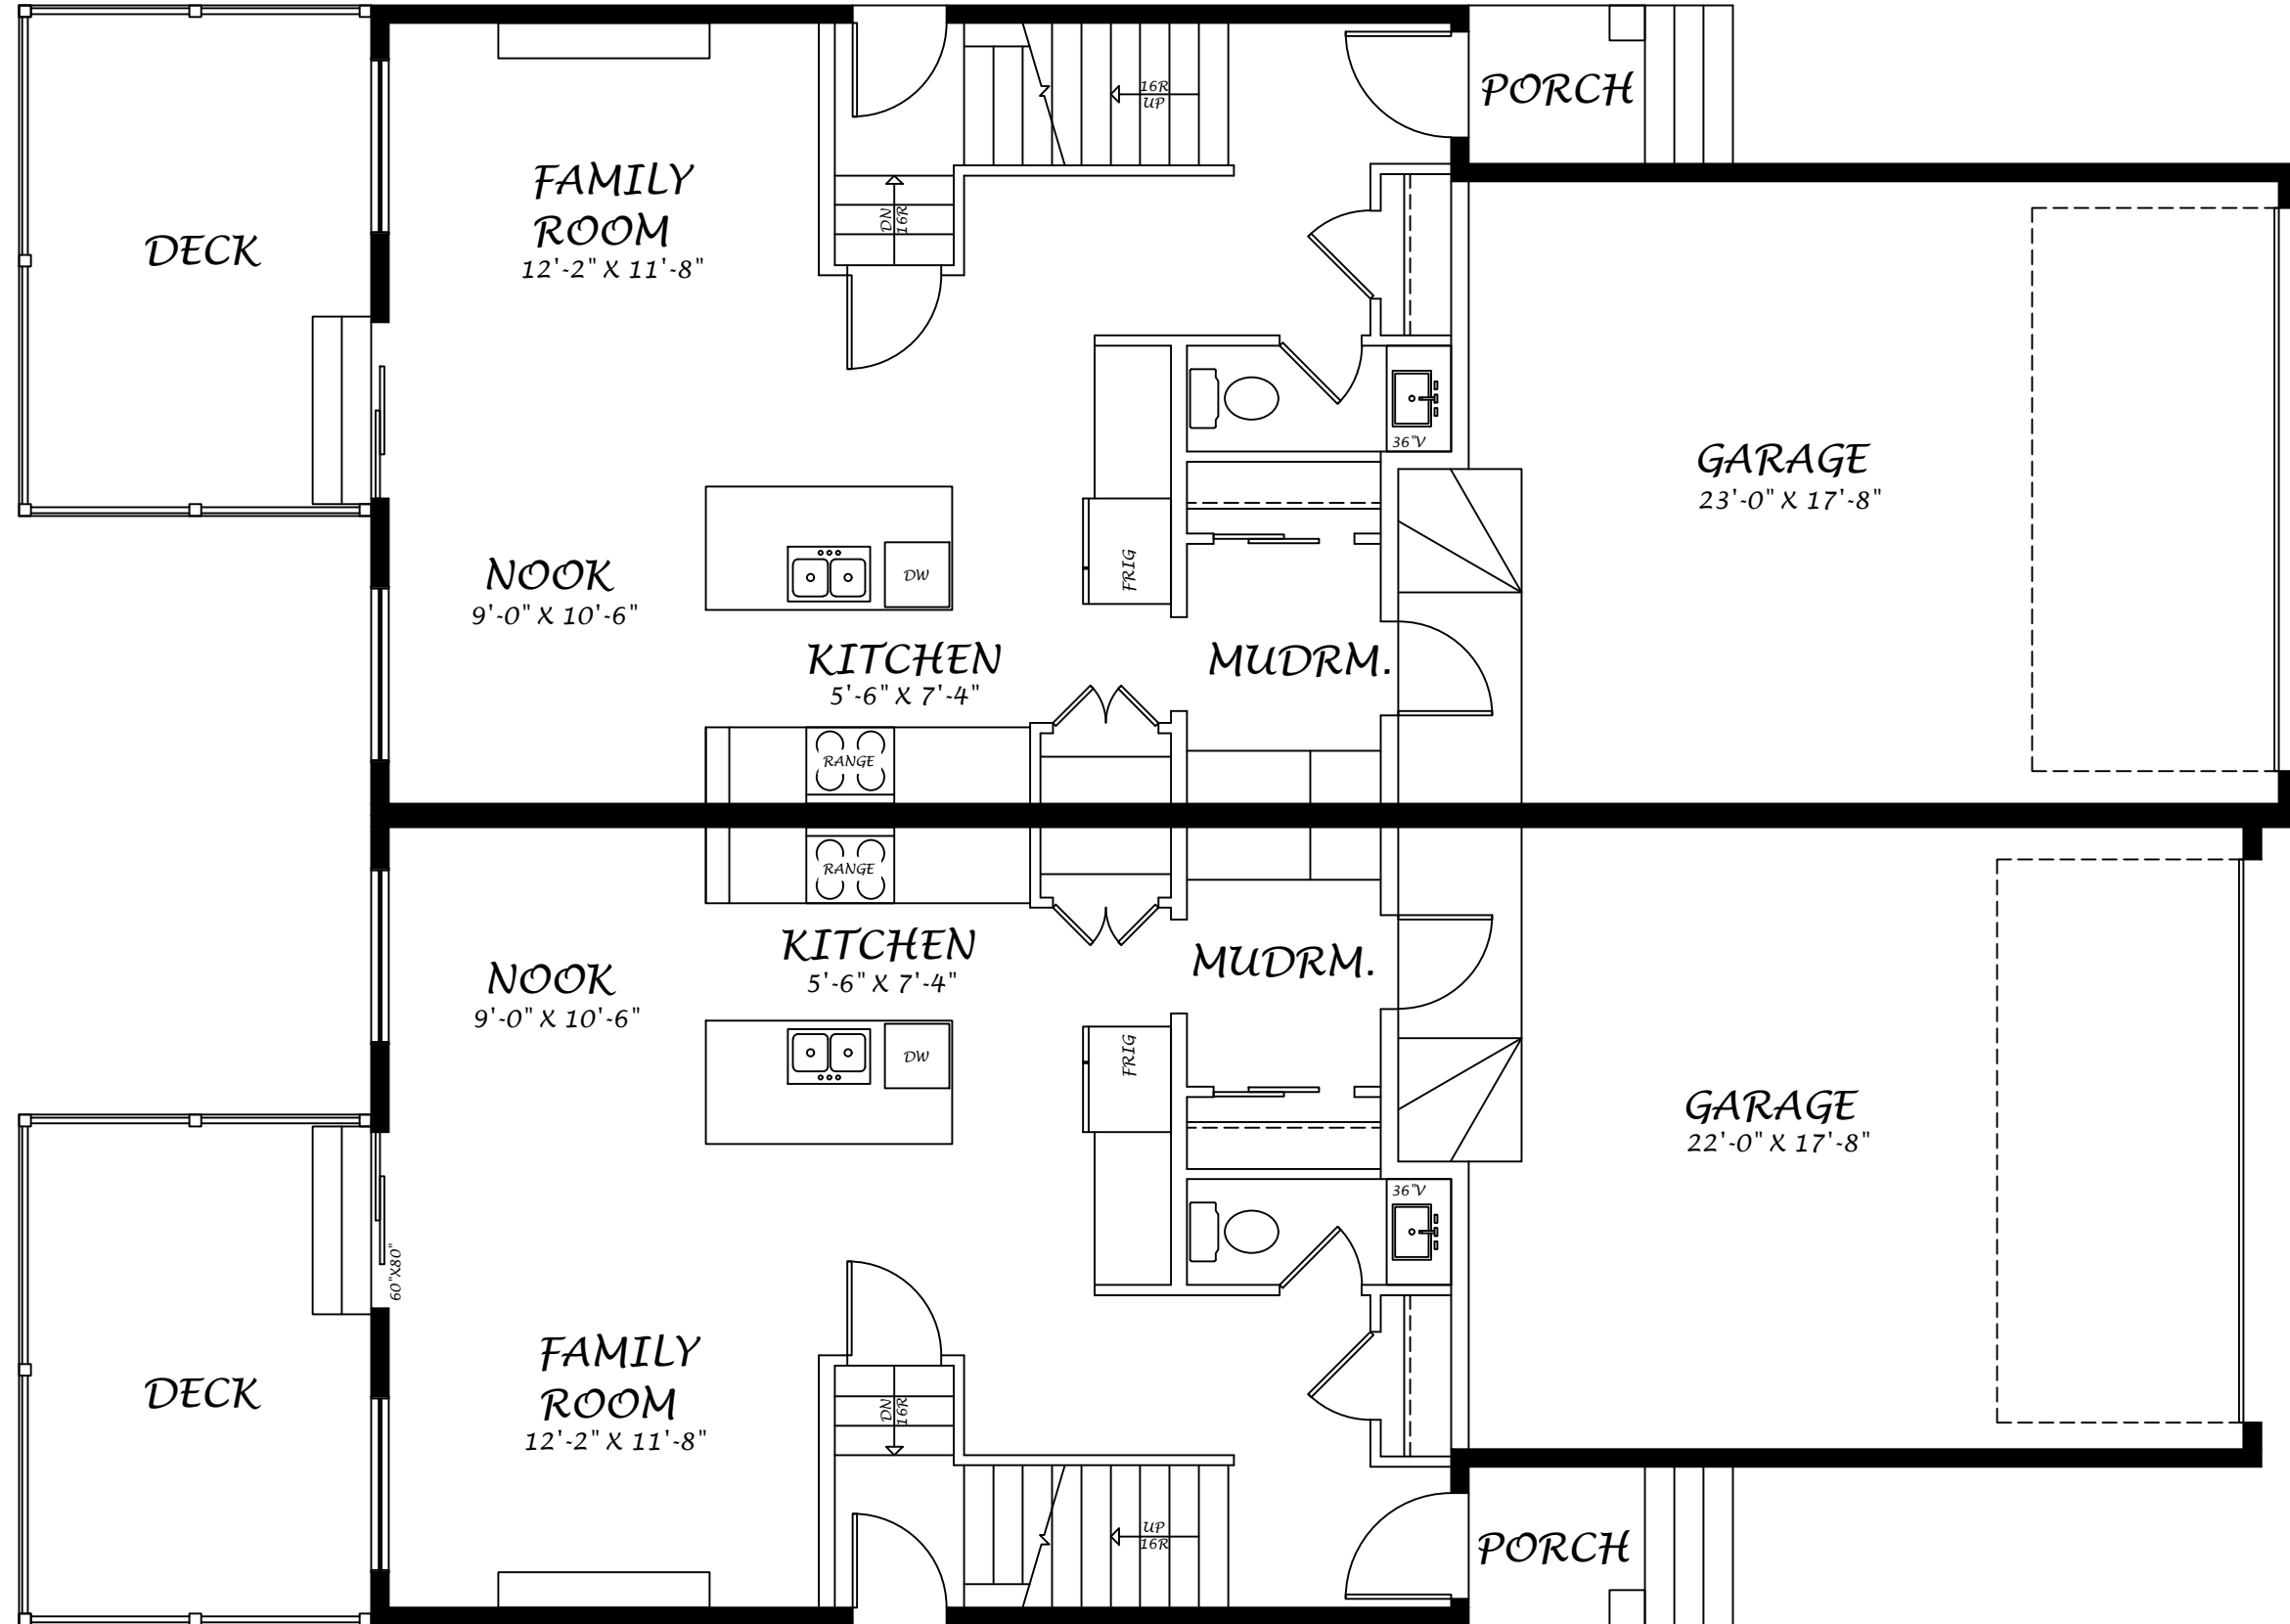 PORCH
16R
UP
FAMILY
ROOM
12'-2" X 11'-8"
DECK
DN
16R
36"V
GARAGE
23'-0" X 17'-8"
NOOK
9'-0" X 10'-6"
DW
FRIG
KITCHEN
5'-6" X 7'-4"
MUDRM.
RANGE
RANGE
KITCHEN
5'-6" X 7'-4"
MUDRM.
NOOK
9'-0" X 10'-6"
DW
FRIG
GARAGE
22'-0" X 17'-8"
36"V
60"X80"
FAMILY
ROOM
12'-2" X 11'-8"
DECK
DN
16R
UP
16R
PORCH